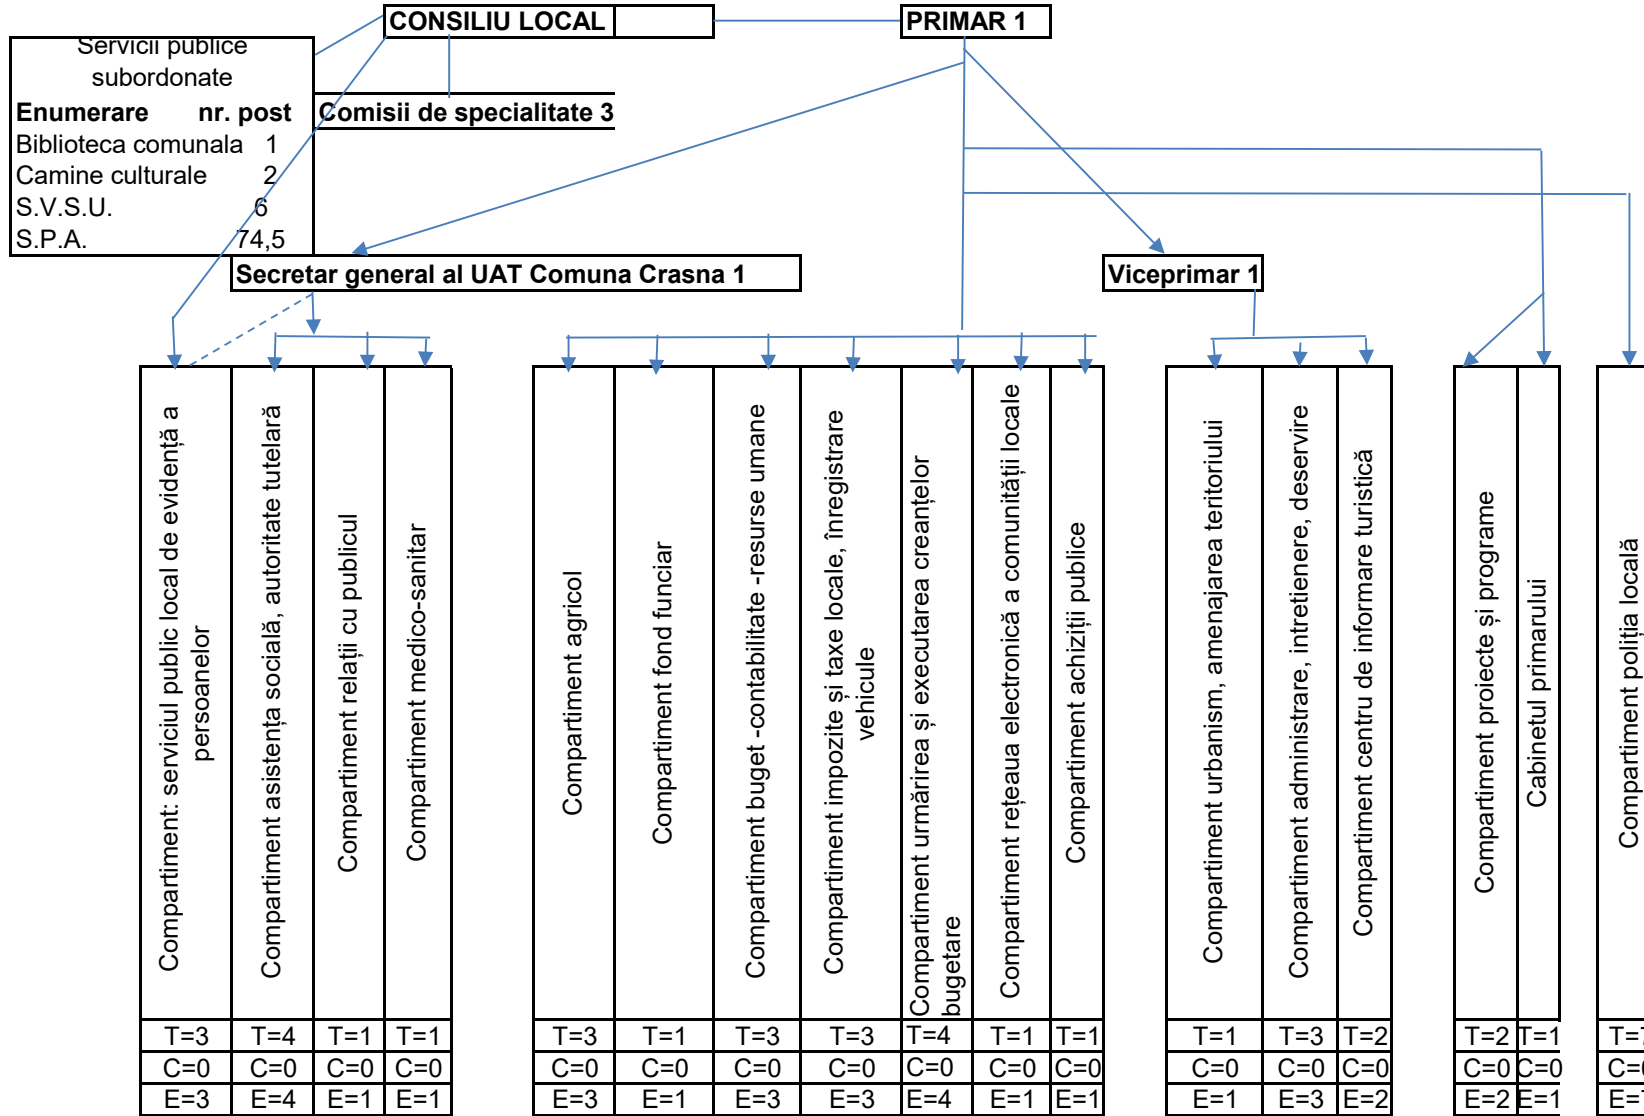 CONSILIU LOCAL
PRIMAR 1
Servicii publice
subordonate
Enumerare nr. post
Biblioteca comunala 1
Camine culturale 2
S.V.S.U. 6
S.P.A. 74,5
Comisii de specialitate 3
Secretar general al UAT Comuna Crasna 1
Viceprimar 1
Compartiment: serviciul public local de evidență a
persoanelor
Compartiment asistența socială, autoritate tutelară
Compartiment relații cu publicul
Compartiment medico-sanitar
Compartiment agricol
Compartiment fond funciar
Compartiment buget -contabilitate -resurse umane
Compartiment impozite și taxe locale, înregistrare
vehicule
Compartiment urmărirea și executarea creanțelor
bugetare
Compartiment rețeaua electronică a comunității locale
Compartiment achiziții publice
Compartiment urbanism, amenajarea teritoriului
Compartiment administrare, intretienere, deservire
Compartiment centru de informare turistică
Compartiment proiecte și programe
Cabinetul primarului
Compartiment poliția locală
T=3 T=4 T=1 T=1 T=3 T=1 T=3 T=3 T=4 T=1 T=1 T=1 T=3 T=2 T=2 T=1
C=0 C=0 C=0 C=0 C=0 C=0 C=0 C=0 C=0 C=0 C=0 C=0 C=0 C=0 C=0 C=0
E=3 E=4 E=1 E=1 E=3 E=1 E=3 E=3 E=4 E=1 E=1 E=1 E=3 E=2 E=2 E=1